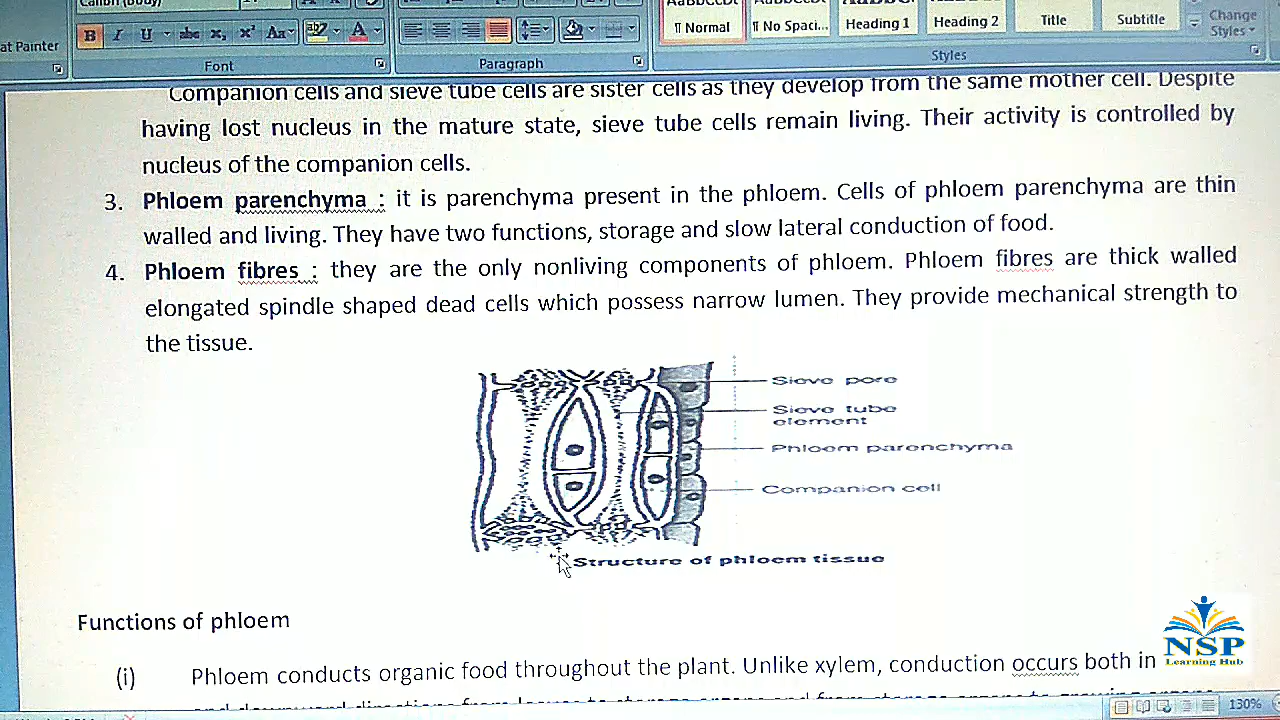 at Painter
Font
Paragraph
Styles
¶ Normal
¶ No Spaci...
Heading 1
Heading 2
Title
Subtitle
Change
Styles
Companion cells and sieve tube cells are sister cells as they develop from the same mother cell. Despite
having lost nucleus in the mature state, sieve tube cells remain living. Their activity is controlled by
nucleus of the companion cells.
3. Phloem parenchyma : it is parenchyma present in the phloem. Cells of phloem parenchyma are thin
walled and living. They have two functions, storage and slow lateral conduction of food.
4. Phloem fibres : they are the only nonliving components of phloem. Phloem fibres are thick walled
elongated spindle shaped dead cells which possess narrow lumen. They provide mechanical strength to
the tissue.
Sieve pore
Sieve tube
element
Phloem parenchyma
Companion cell
Structure of phloem tissue
Functions of phloem
(i) Phloem conducts organic food throughout the plant. Unlike xylem, conduction occurs both in
NSP
Learning Hub
130%